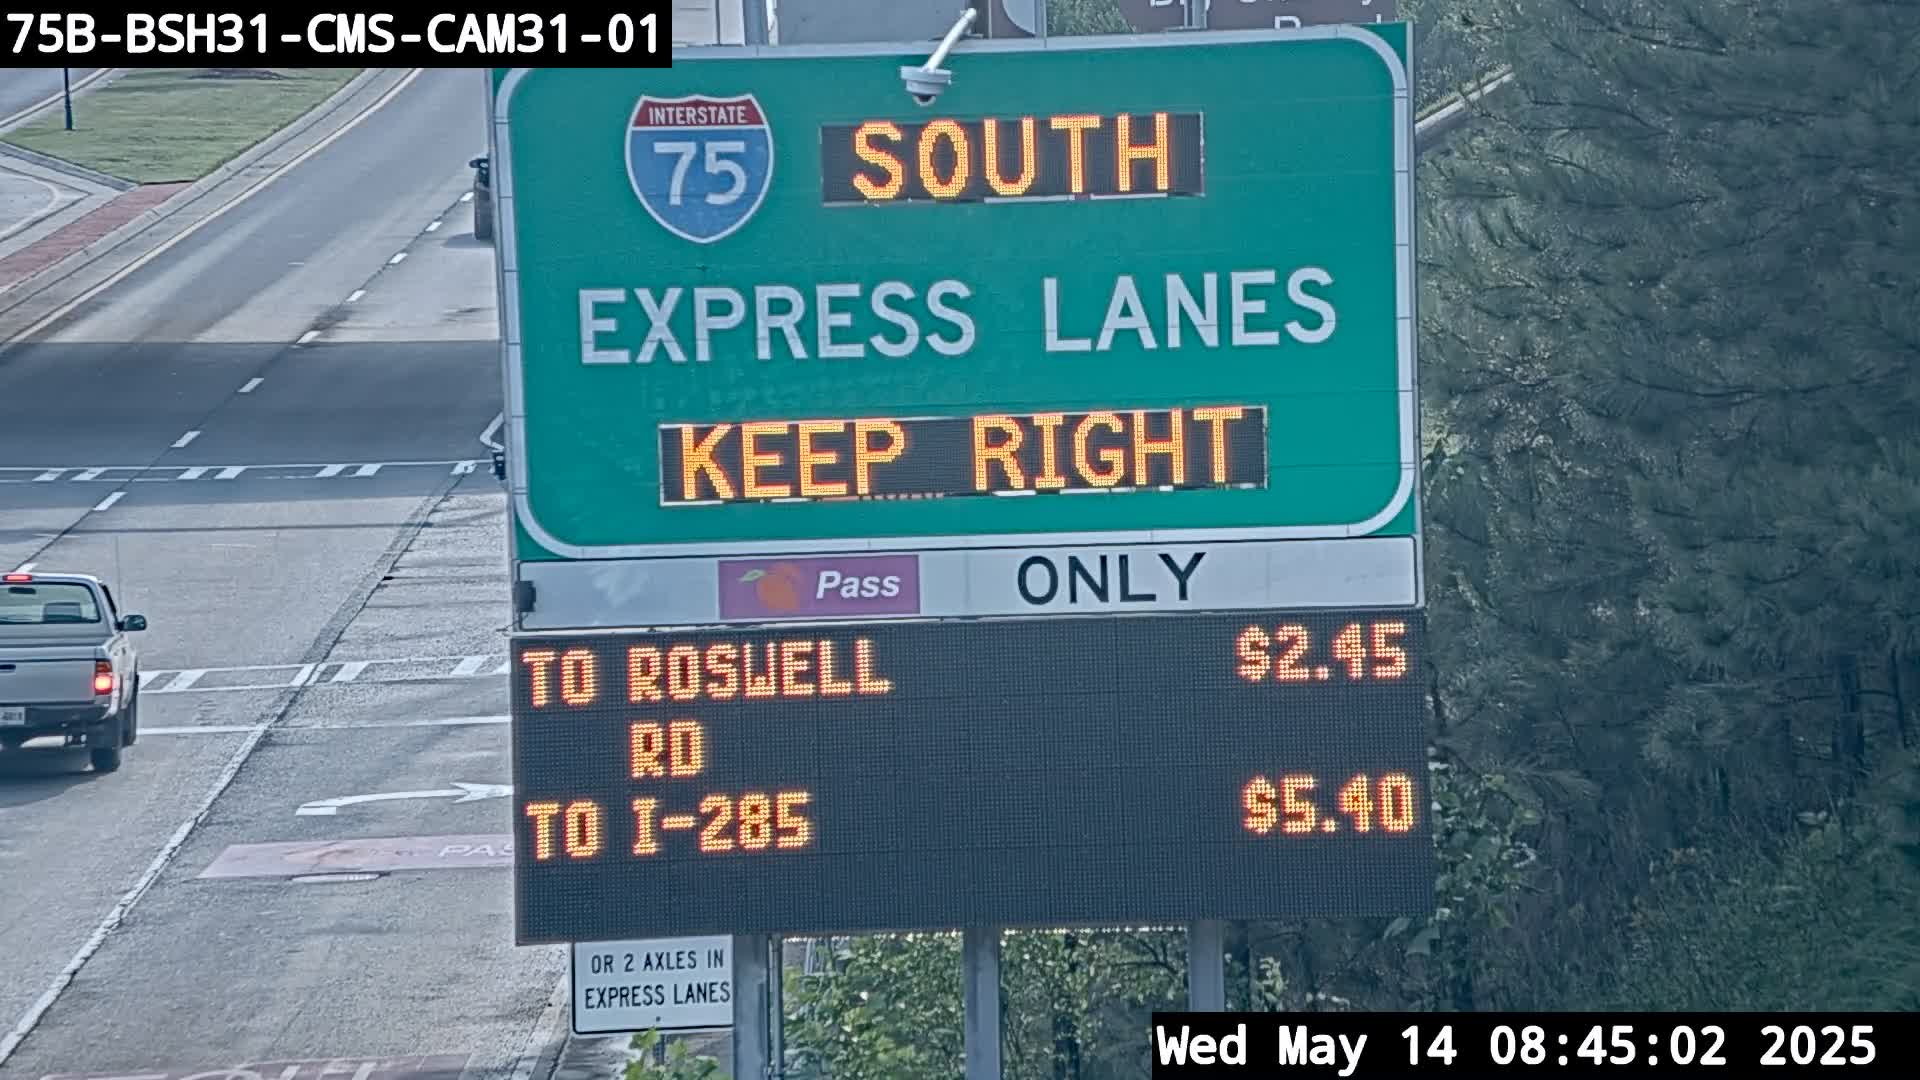 75B-BSH31-CMS-CAM31-01
INTERSTATE
75
SOUTH
EXPRESS LANES
KEEP RIGHT
Pass ONLY
TO ROSWELL $2.45
RD
TO I-285 $5.40
PAS
OR 2 AXLES IN
EXPRESS LANES
Wed May 14 08:45:02 2025